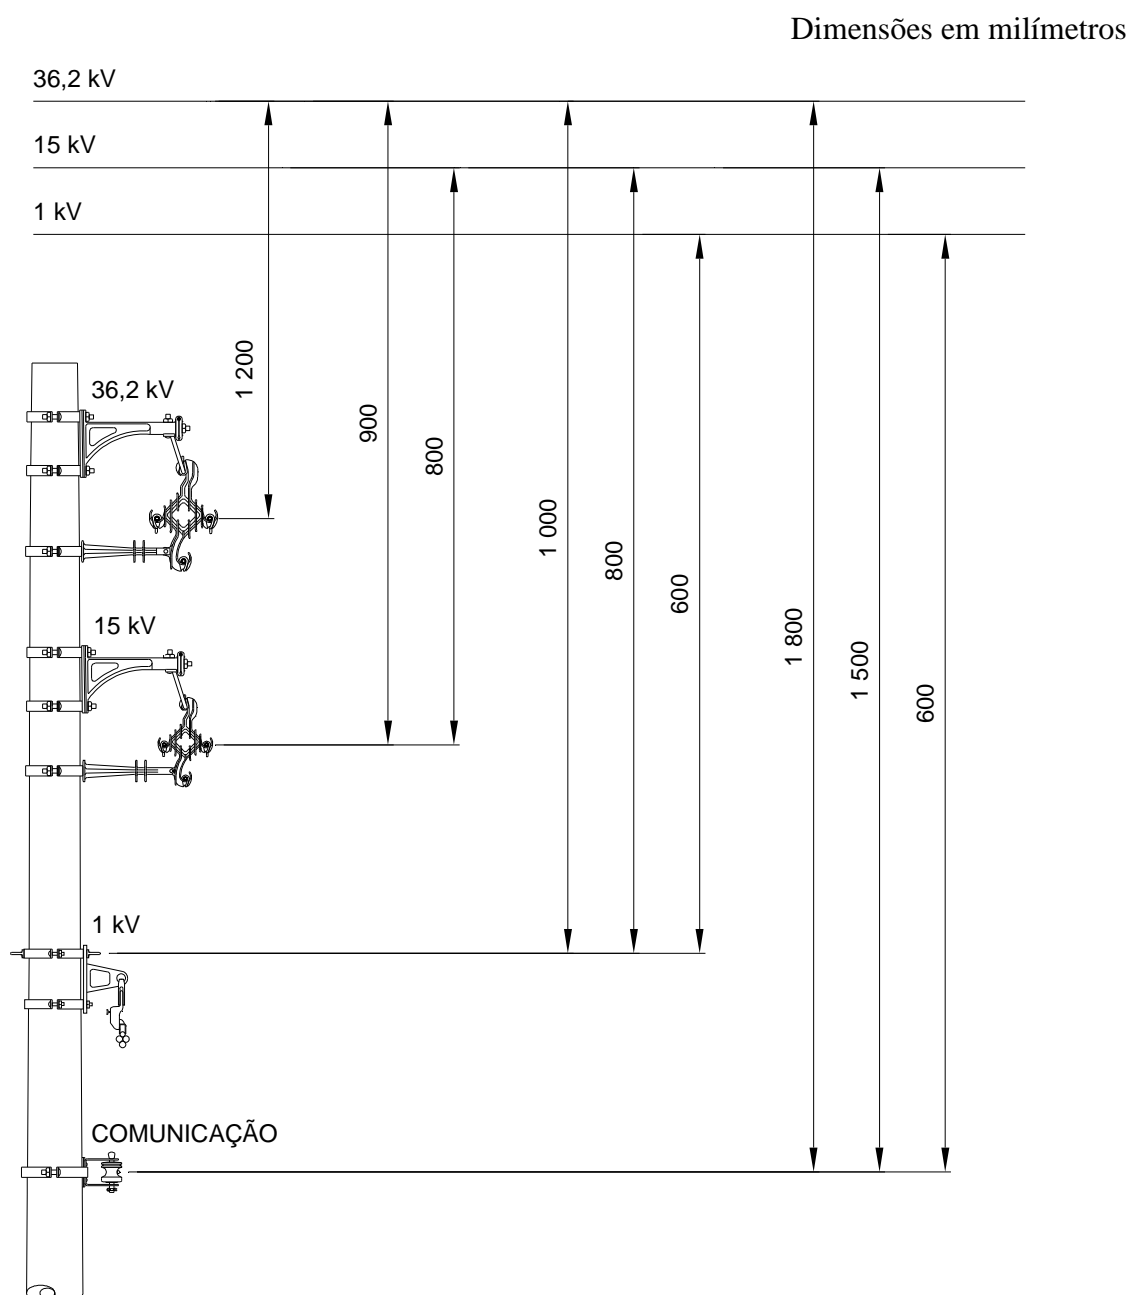 Dimensões em milímetros
36,2 kV
15 kV
1 kV
1 200
36,2 kV
900
800
1 000
800
600
15 kV
1 800
1 500
600
1 kV
COMUNICAÇÃO